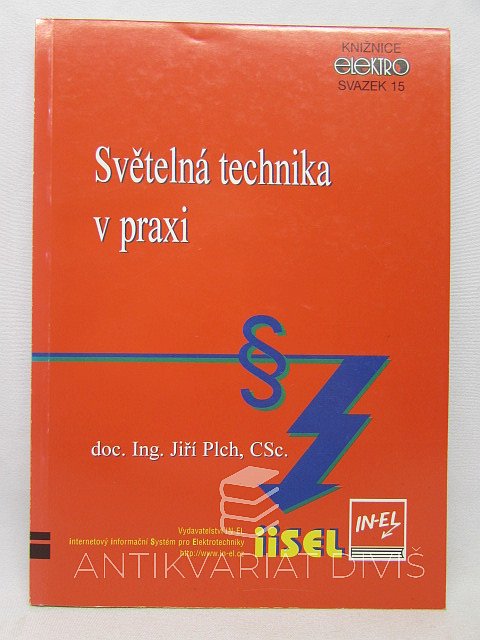 KNIŽNICE
ELEKTRO
SVAZEK 15
Světelná technika
v praxi
§
doc. Ing. Jiří Plch, CSc.
Vydavatelství IN-EL
internetový informační Systém pro Elektrotechniky
http://www.in-el.cz
iiSEL
IN-EL
ANTIKVARIÁT DIVIŠ